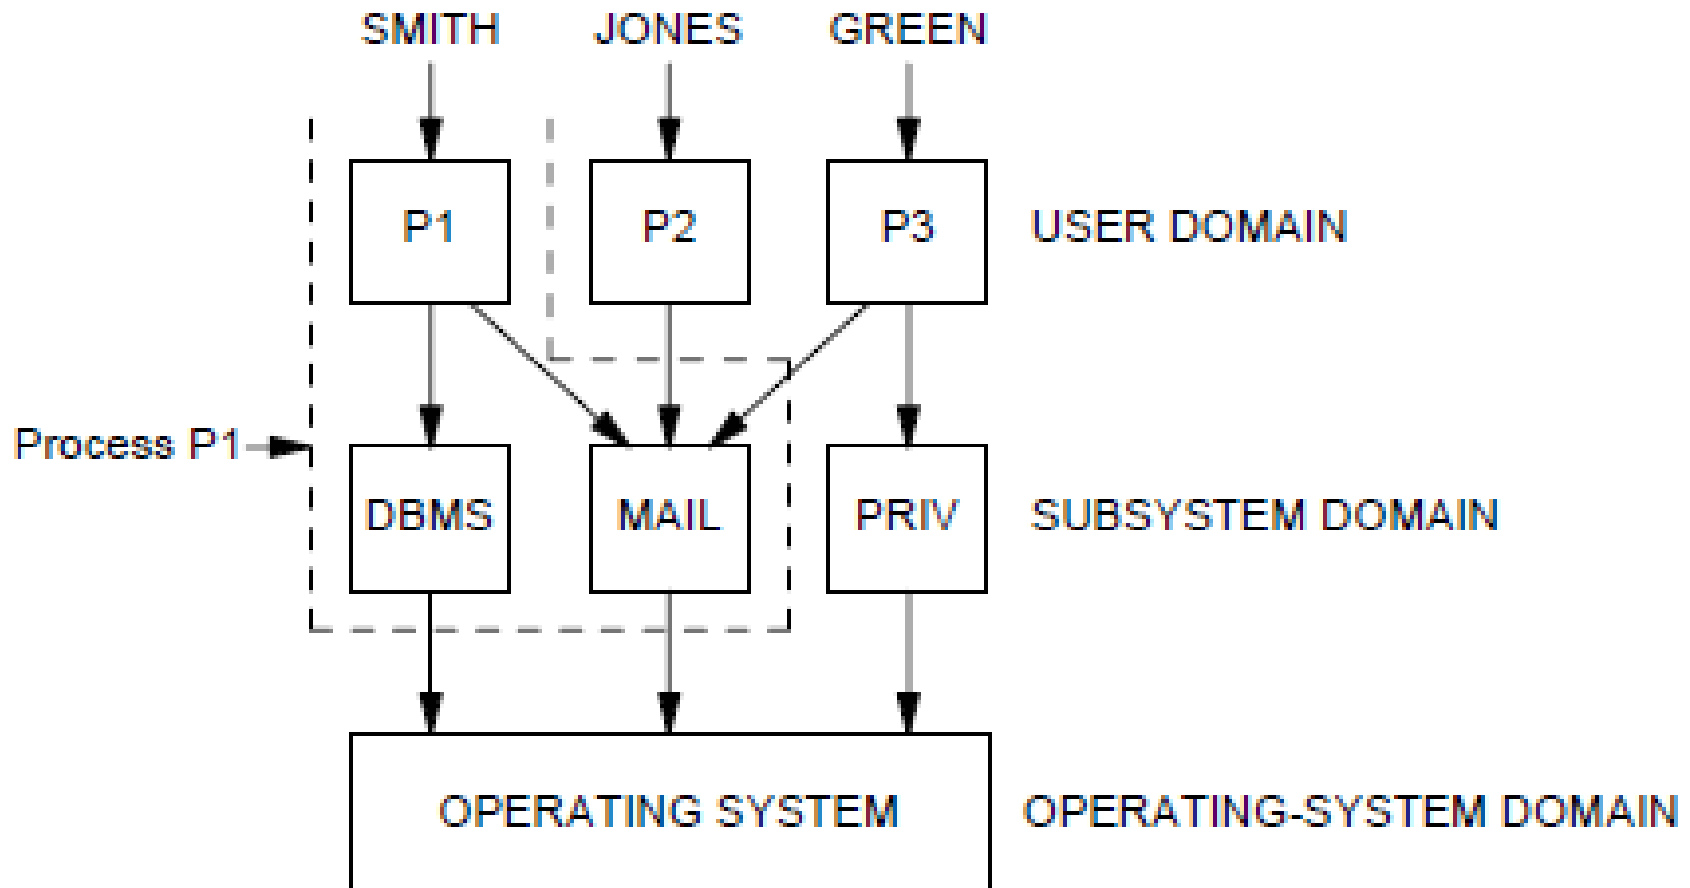 SMITH JONES GREEN
P1 P2 P3 USER DOMAIN
Process P1
DBMS MAIL PRIV SUBSYSTEM DOMAIN
OPERATING SYSTEM OPERATING-SYSTEM DOMAIN